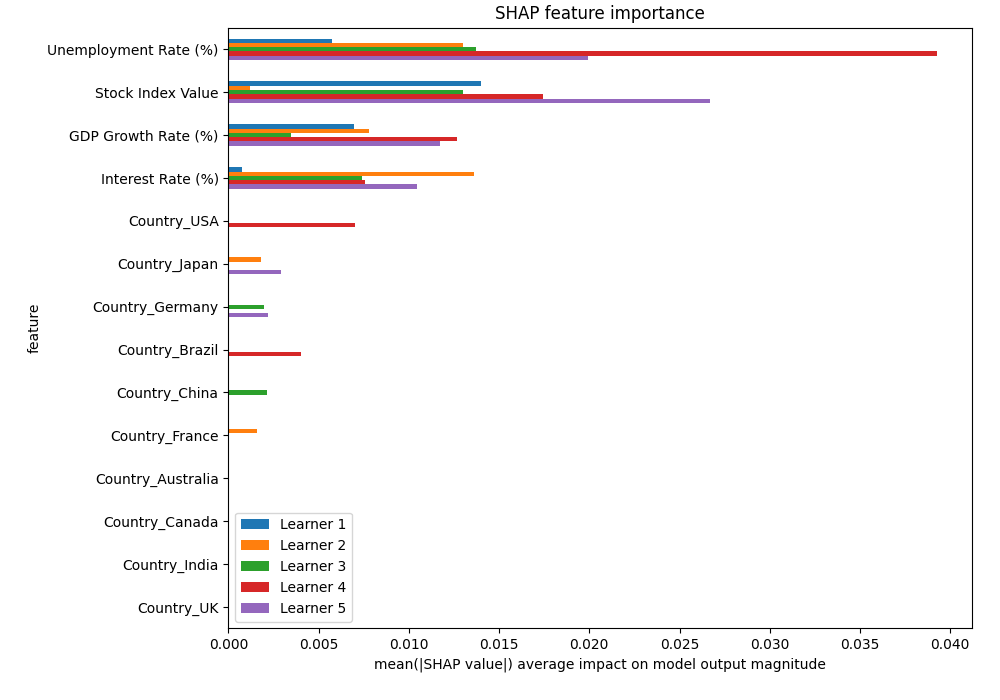 SHAP feature importance
Unemployment Rate (%)
Stock Index Value
GDP Growth Rate (%)
Interest Rate (%)
Country_USA
Country_Japan
Country_Germany
Country_Brazil
Country_China
Country_France
Country_Australia
Country_Canada
Country_India
Country_UK
feature
Learner 1
Learner 2
Learner 3
Learner 4
Learner 5
0.000 0.005 0.010 0.015 0.020 0.025 0.030 0.035 0.040
mean(|SHAP value|) average impact on model output magnitude